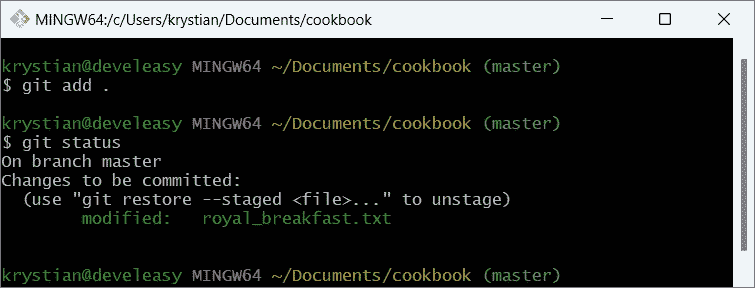 MINGW64:/c/Users/krystian/Documents/cookbook
krystian@develeasy MINGW64 ~/Documents/cookbook (master)
$ git add .
krystian@develeasy MINGW64 ~/Documents/cookbook (master)
$ git status
On branch master
Changes to be committed:
  (use "git restore --staged <file>..." to unstage)
        modified:   royal_breakfast.txt
krystian@develeasy MINGW64 ~/Documents/cookbook (master)